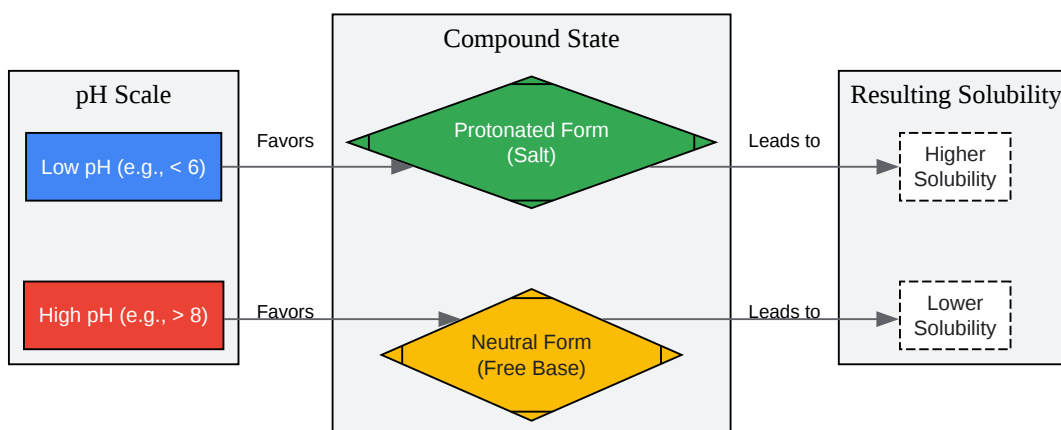 Compound State
pH Scale
Resulting Solubility
Low pH (e.g., < 6)
Favors
Protonated Form
(Salt)
Leads to
Higher
Solubility
High pH (e.g., > 8)
Favors
Neutral Form
(Free Base)
Leads to
Lower
Solubility